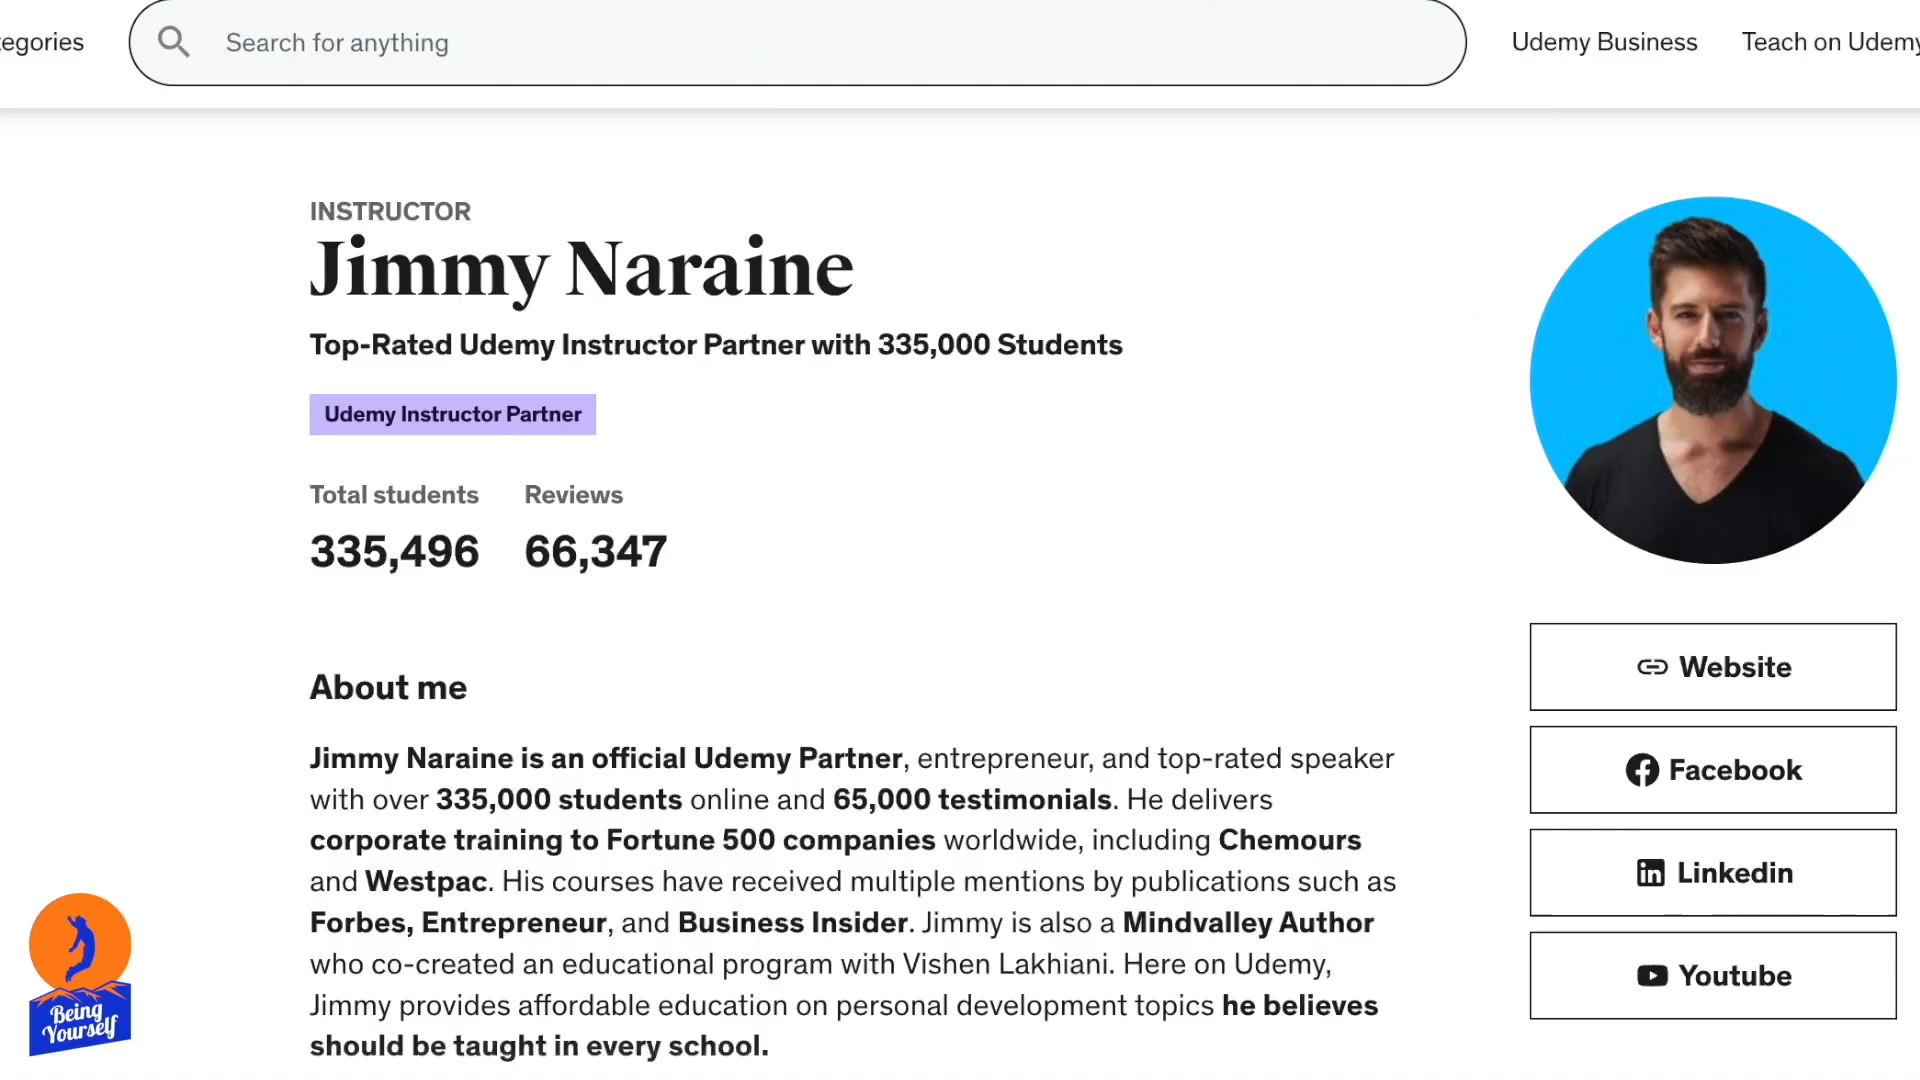 egories
Search for anything
Udemy Business
Teach on Udemy
INSTRUCTOR
Jimmy Naraine
Top-Rated Udemy Instructor Partner with 335,000 Students
Udemy Instructor Partner
Total students
Reviews
335,496
66,347
About me
Jimmy Naraine is an official Udemy Partner, entrepreneur, and top-rated speaker
with over 335,000 students online and 65,000 testimonials. He delivers
corporate training to Fortune 500 companies worldwide, including Chemours
and Westpac. His courses have received multiple mentions by publications such as
Forbes, Entrepreneur, and Business Insider. Jimmy is also a Mindvalley Author
who co-created an educational program with Vishen Lakhiani. Here on Udemy,
Jimmy provides affordable education on personal development topics he believes
should be taught in every school.
Website
Facebook
Linkedin
Youtube
Being
Yourself